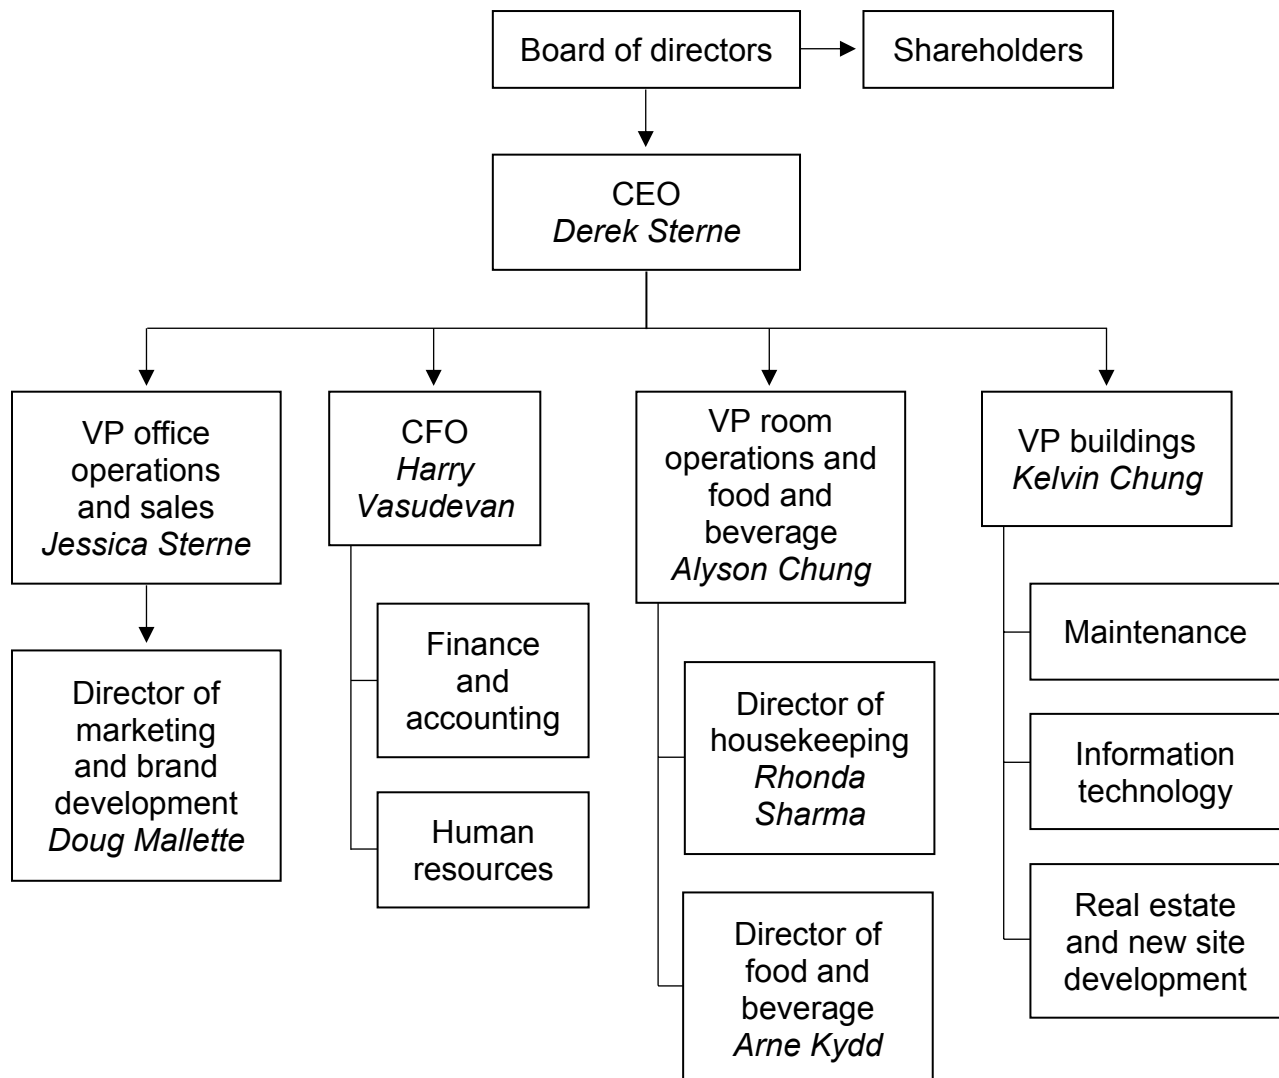 Board of directors
Shareholders
CEO
Derek Sterne
VP office
operations
and sales
Jessica Sterne
CFO
Harry
Vasudevan
VP room
operations and
food and
beverage
Alyson Chung
VP buildings
Kelvin Chung
Director of
marketing
and brand
development
Doug Mallette
Finance
and
accounting
Human
resources
Director of
housekeeping
Rhonda
Sharma
Director of
food and
beverage
Arne Kydd
Maintenance
Information
technology
Real estate
and new site
development